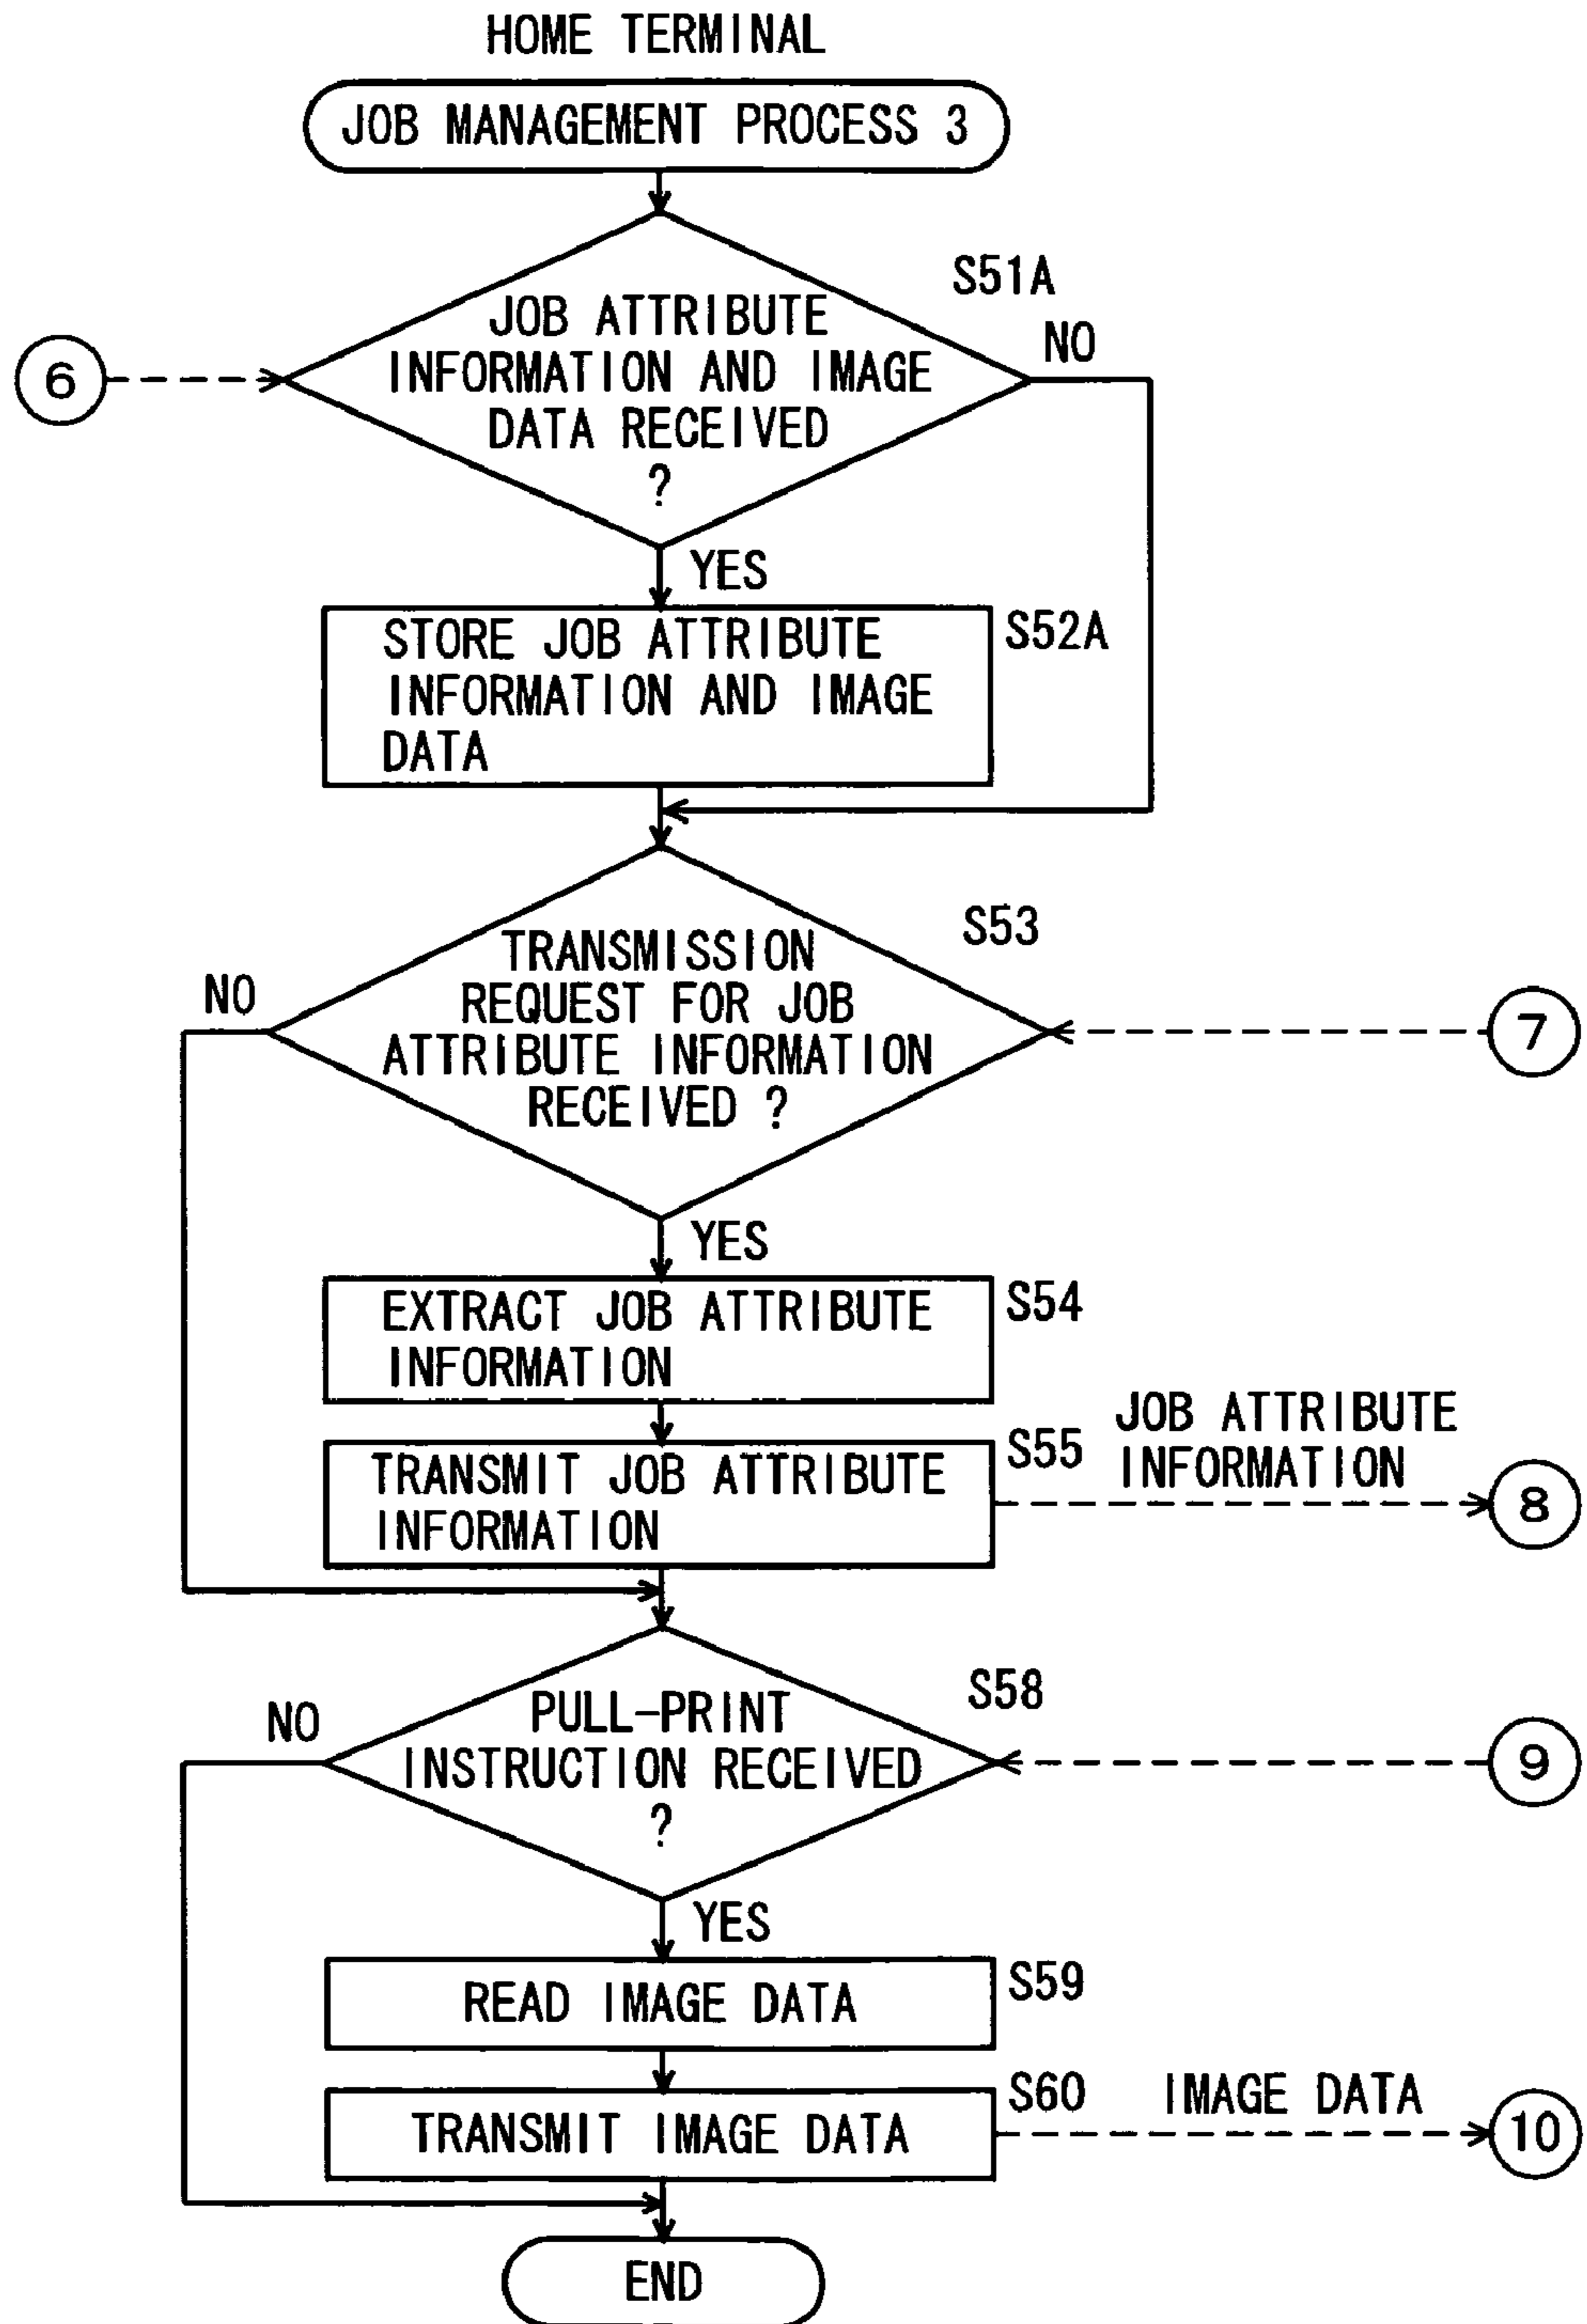 HOME TERMINAL
JOB MANAGEMENT PROCESS 3
S51A
JOB ATTRIBUTE
INFORMATION AND IMAGE
DATA RECEIVED
?
NO
6
YES
STORE JOB ATTRIBUTE
INFORMATION AND IMAGE
DATA
S52A
S53
TRANSMISSION
REQUEST FOR JOB
ATTRIBUTE INFORMATION
RECEIVED ?
NO
7
YES
EXTRACT JOB ATTRIBUTE
INFORMATION
S54
TRANSMIT JOB ATTRIBUTE
INFORMATION
S55
JOB ATTRIBUTE
INFORMATION
8
S58
PULL-PRINT
INSTRUCTION RECEIVED
?
NO
9
YES
READ IMAGE DATA
S59
TRANSMIT IMAGE DATA
S60
IMAGE DATA
10
END